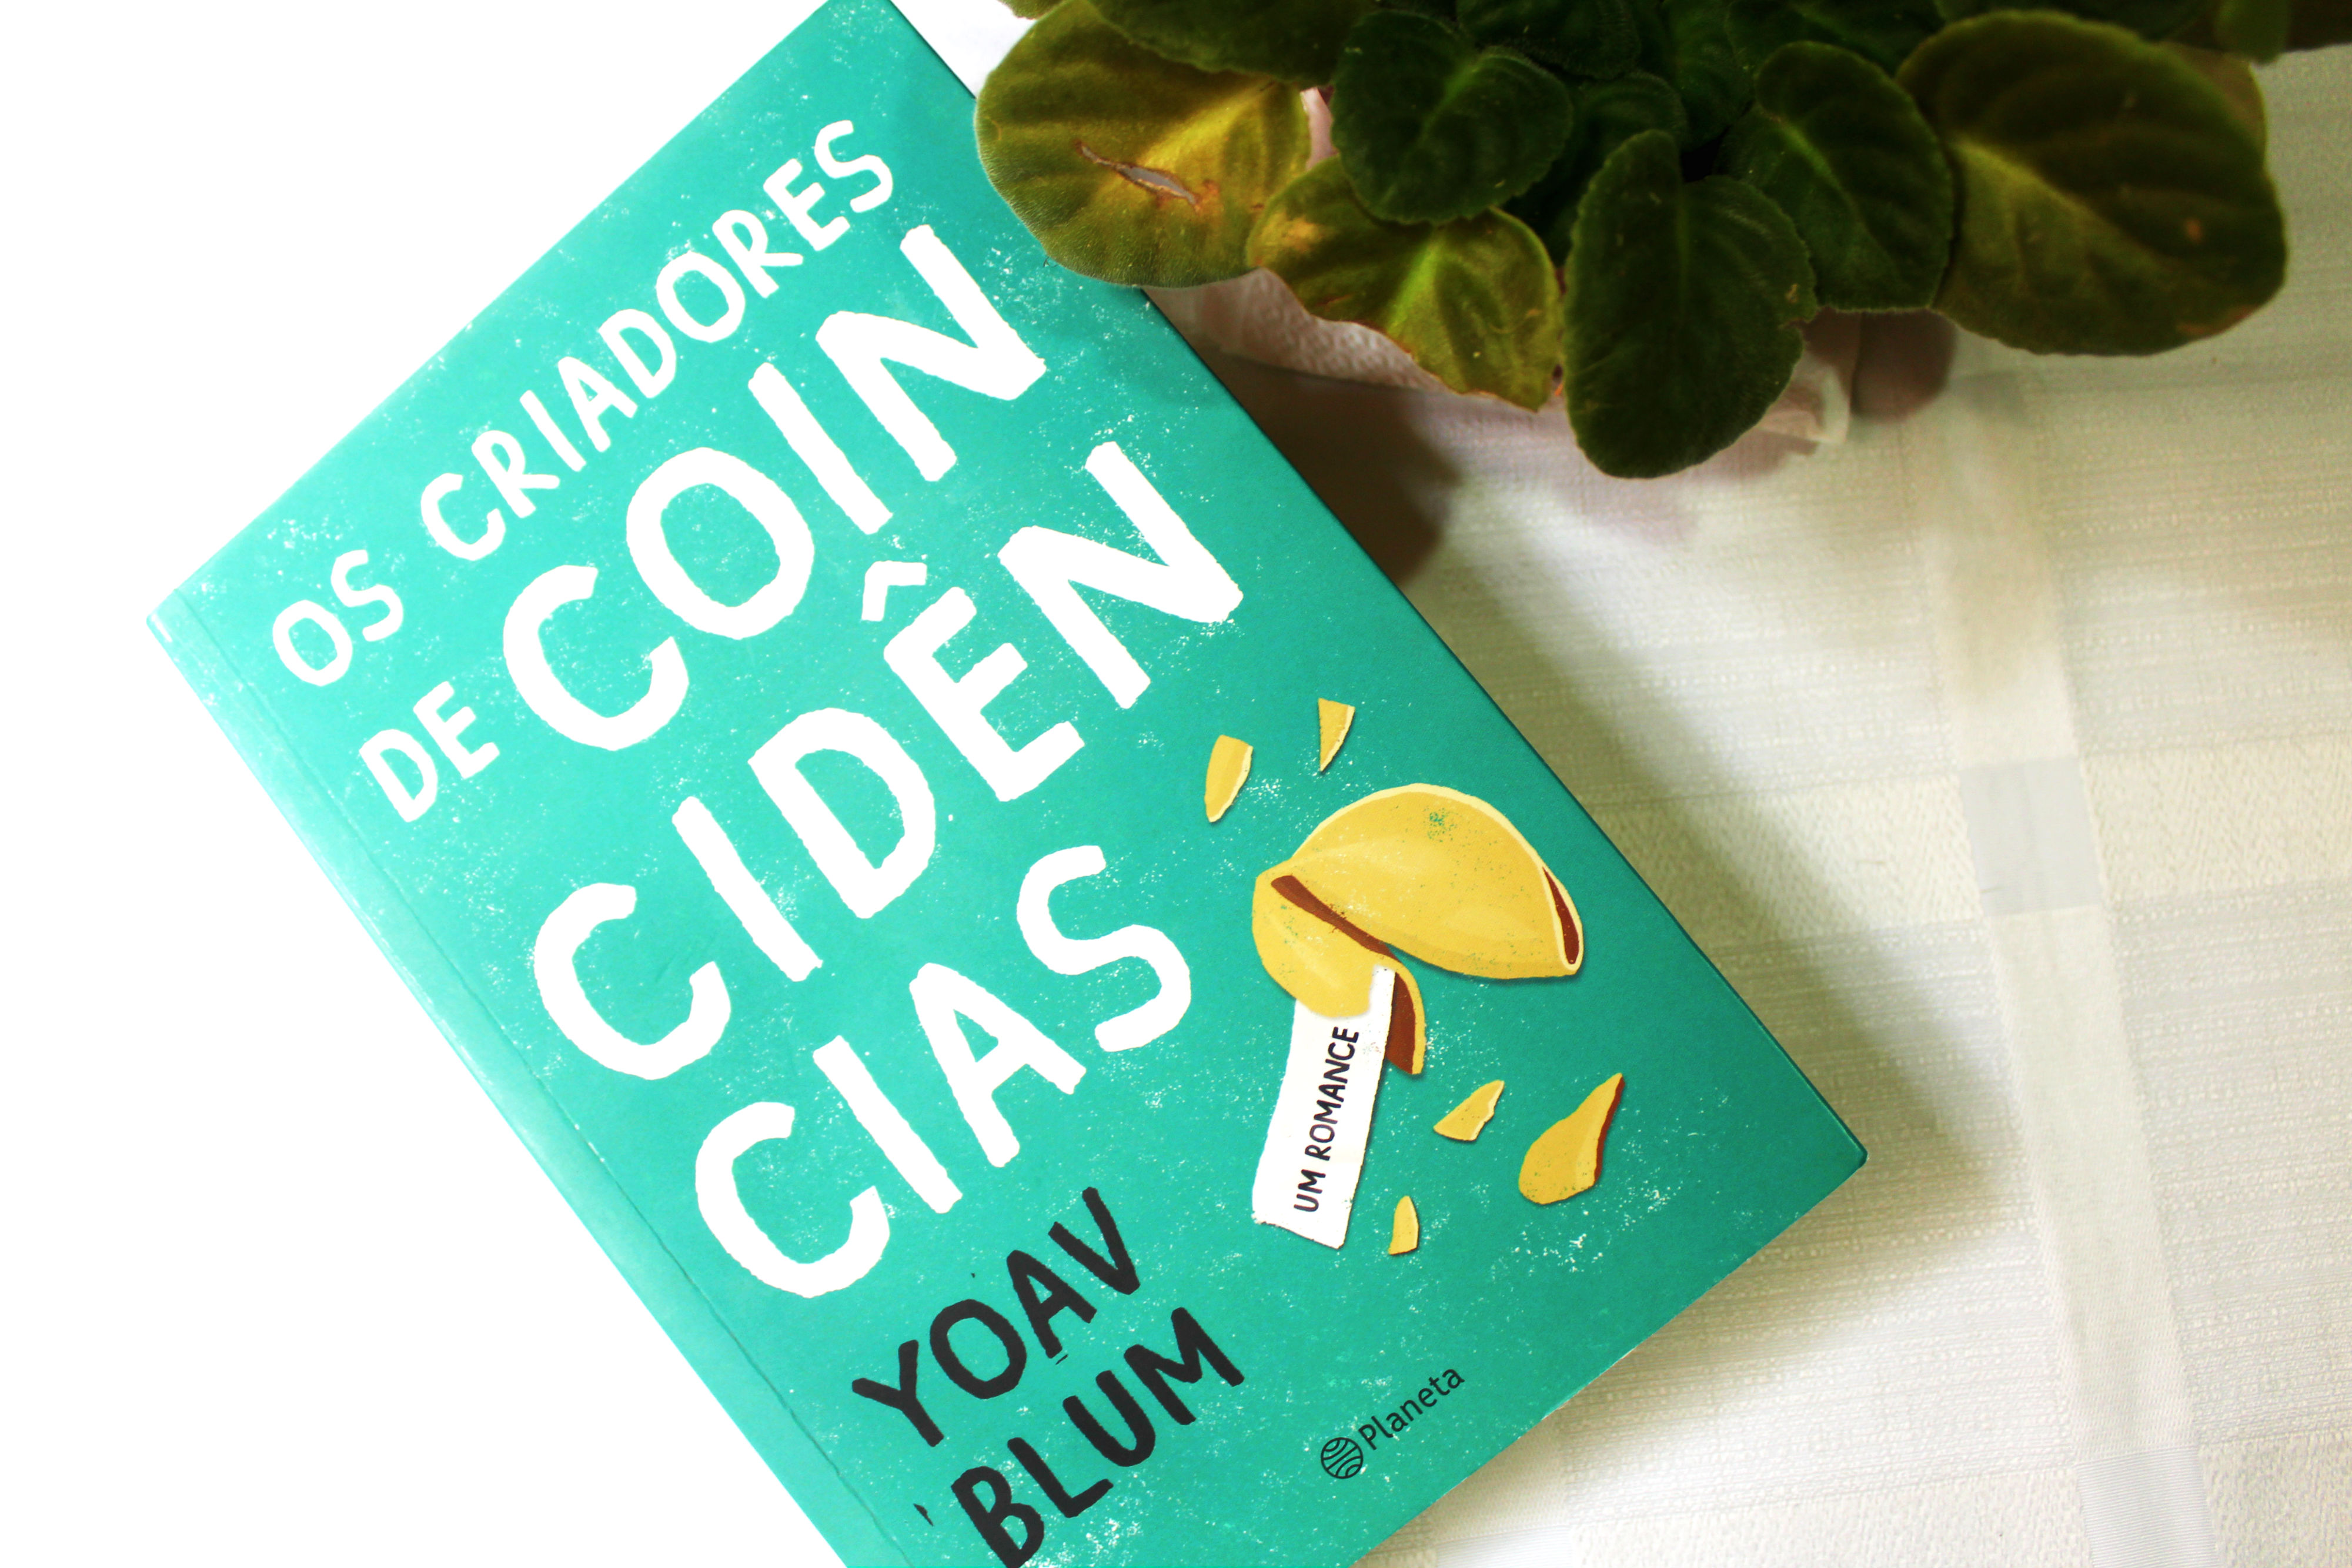 OS CRIADORES
DE COIN
CIDÊN
CIAS
UM ROMANCE
YOAV
BLUM
Planeta